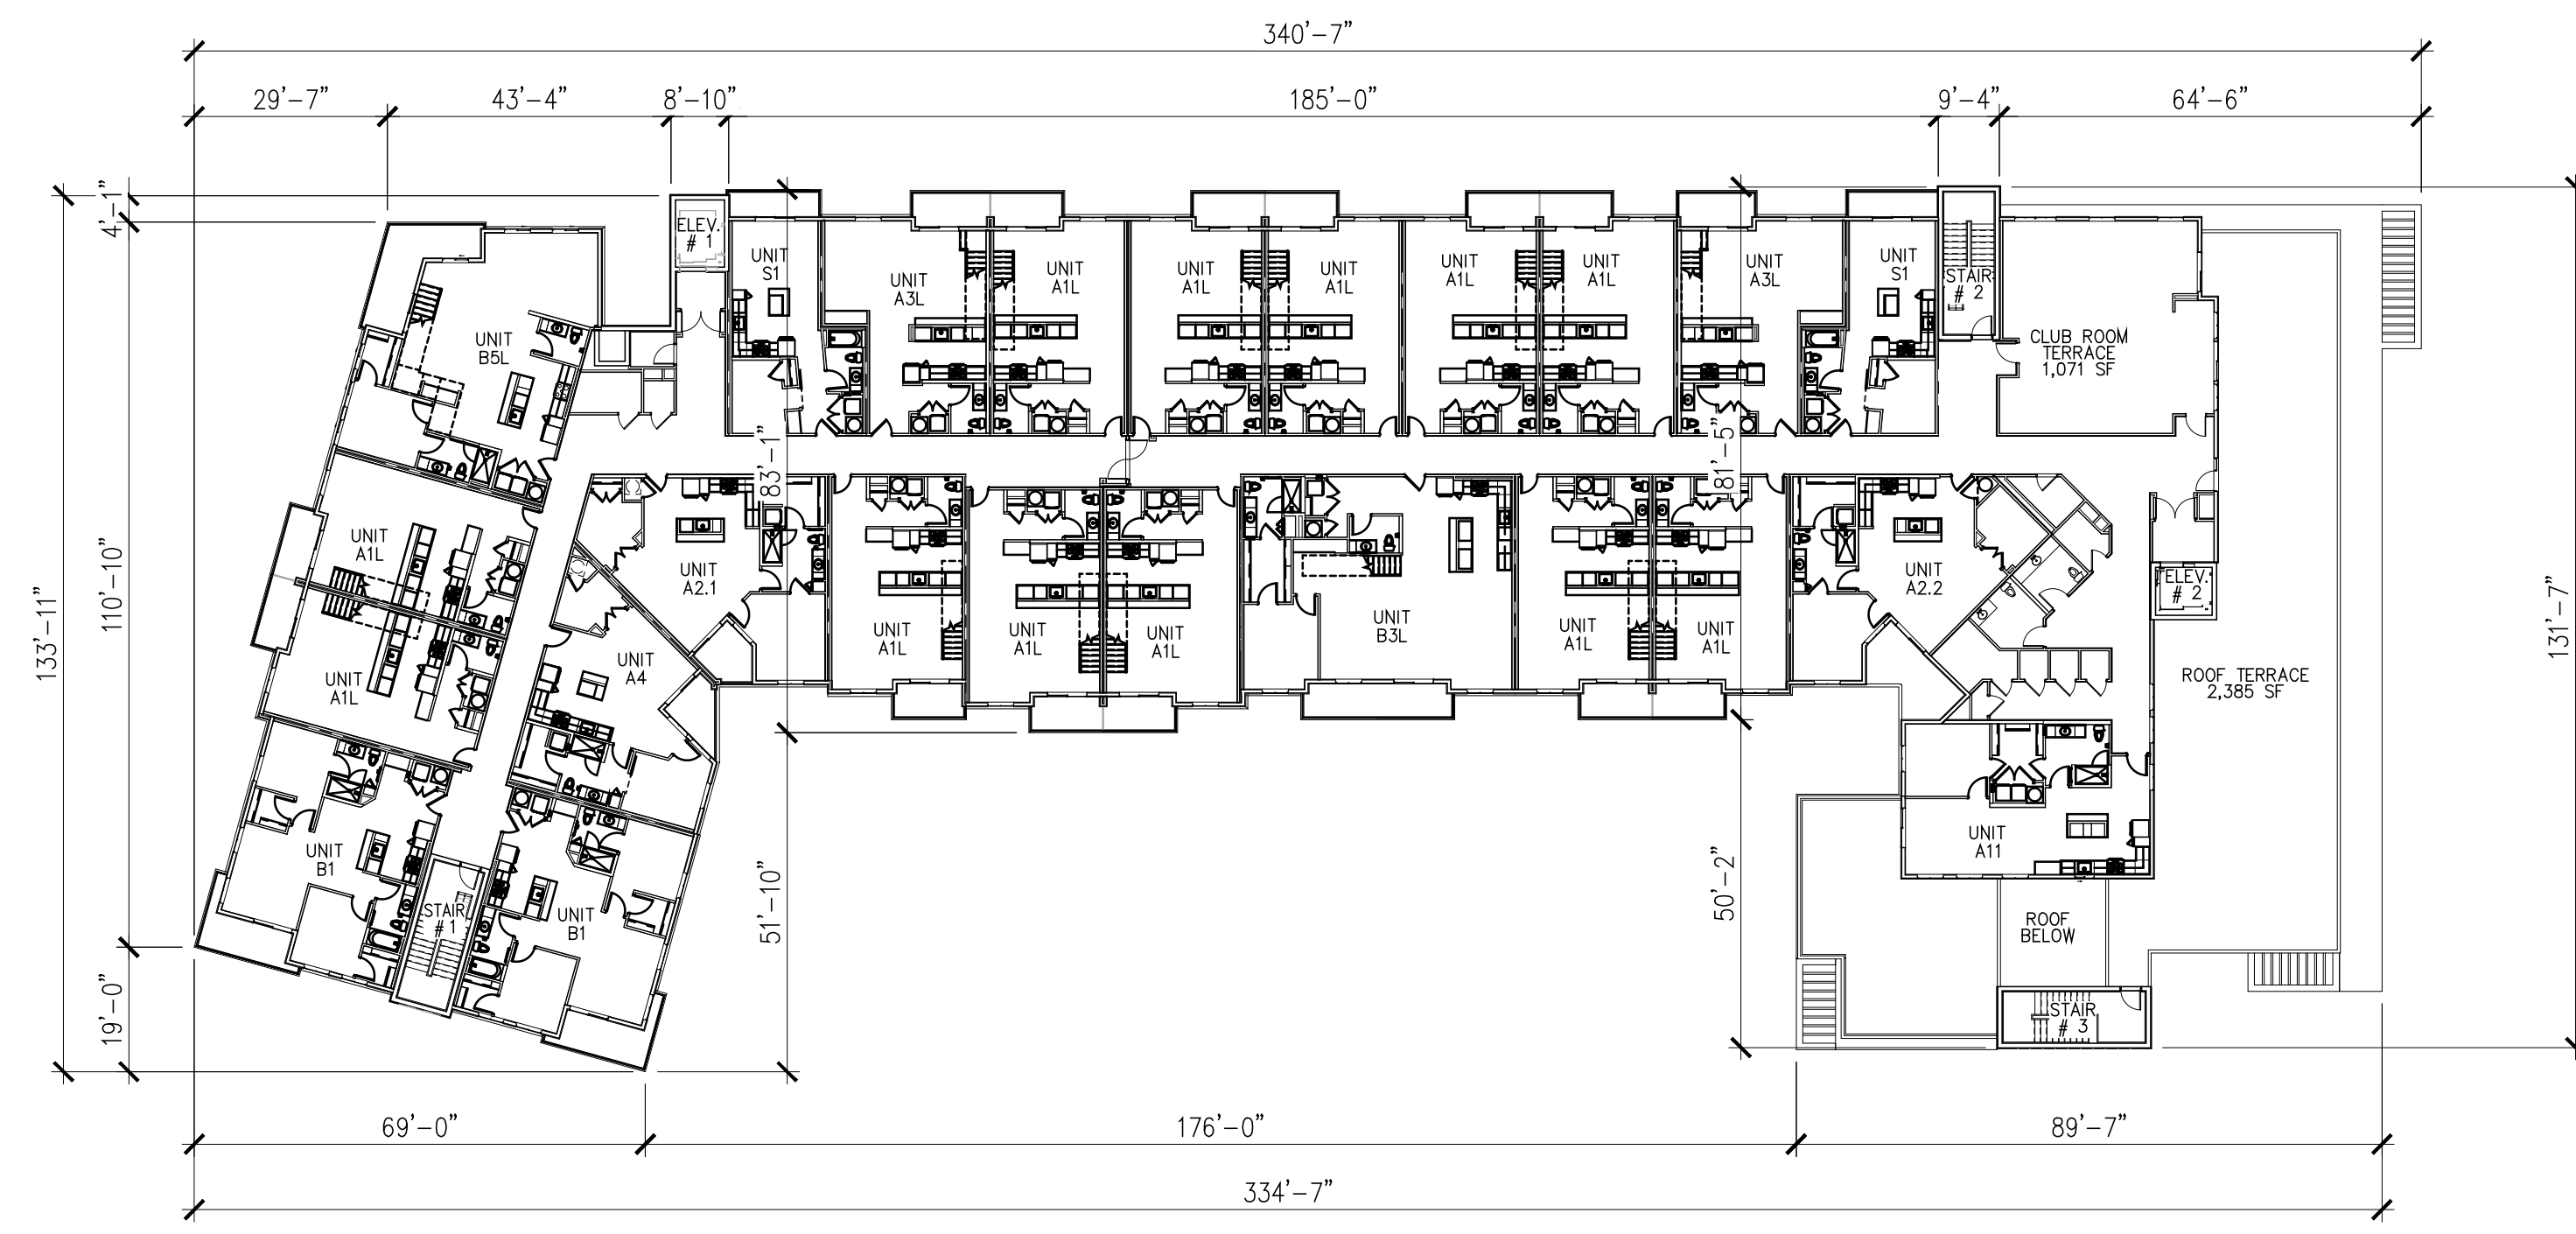 340'-7"
29'-7"
43'-4"
8'-10"
185'-0"
9'-4"
64'-6"
4'-1"
110'-10"
133'-11"
19'-0"
83'-1"
51'-10"
81'-5"
50'-2"
131'-7"
ELEV.
# 1
UNIT
S1
UNIT
A3L
UNIT
A1L
UNIT
A1L
UNIT
A1L
UNIT
A1L
UNIT
A1L
UNIT
A3L
UNIT
S1
STAIR
# 2
CLUB ROOM
TERRACE
1,071 SF
UNIT
B5L
UNIT
A1L
UNIT
A1L
UNIT
A2.1
UNIT
A4
UNIT
A1L
UNIT
A1L
UNIT
A1L
UNIT
B3L
UNIT
A1L
UNIT
A1L
UNIT
A2.2
ELEV.
# 2
ROOF TERRACE
2,385 SF
UNIT
B1
STAIR
# 1
UNIT
B1
UNIT
A11
ROOF
BELOW
STAIR
# 3
69'-0"
176'-0"
89'-7"
334'-7"